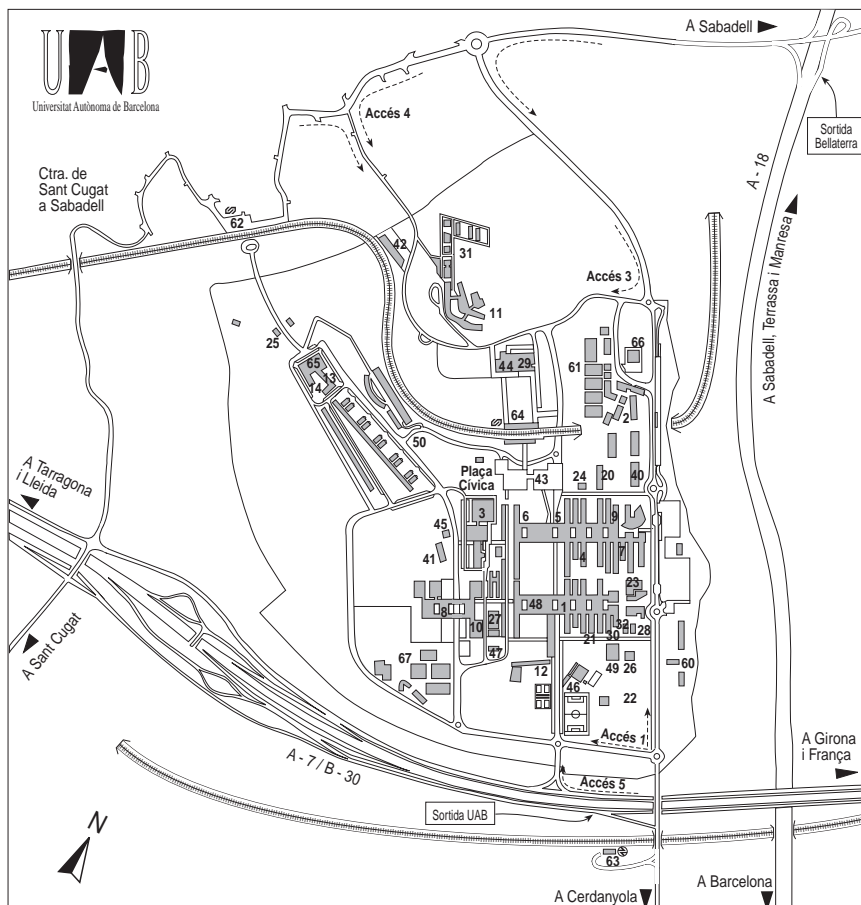 A Sabadell
UAB
Universitat Autònoma de Barcelona
Accés 4
Sortida
Bellaterra
A - 18
Ctra. de
Sant Cugat
a Sabadell
62
42
31
A Sabadell, Terrassa i Manresa
Accés 3
11
25
66
65
13
14
44
29
61
64
2
50
Plaça
Cívica
43
24
20
40
A Tarragona
i Lleida
3
6
5
9
45
41
4
7
23
8
48
1
27
10
32
28
21
30
47
A Sant Cugat
67
12
49
26
60
46
22
Accés 1
A Girona
i França
A - 7 / B - 30
Accés 5
Sortida UAB
N
63
A Barcelona
A Cerdanyola